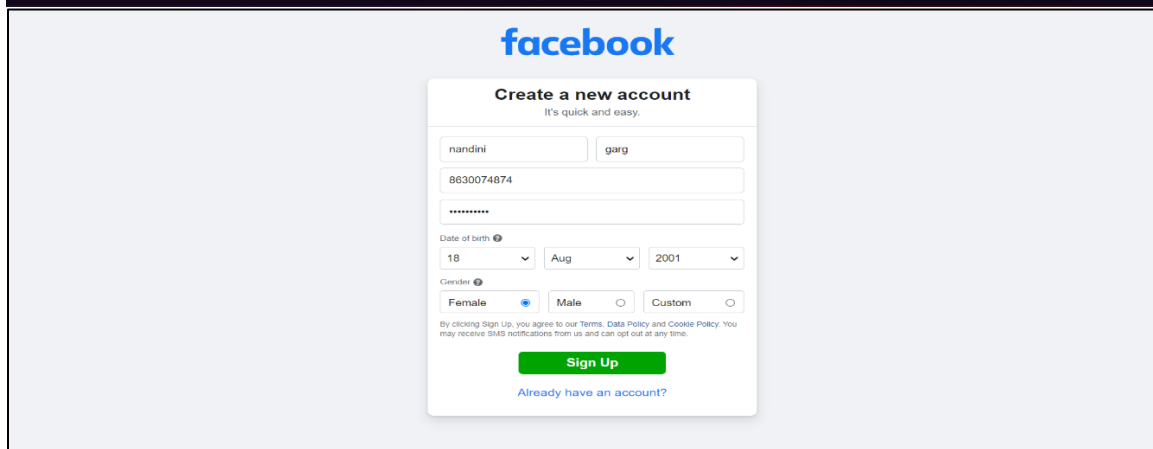 facebook
Create a new account
It's quick and easy.
nandini garg
8630074874
••••••••••
Date of birth ?
18 Aug 2001
Gender ?
Female Male Custom
By clicking Sign Up, you agree to our Terms, Data Policy and Cookie Policy. You
may receive SMS notifications from us and can opt out at any time.
Sign Up
Already have an account?